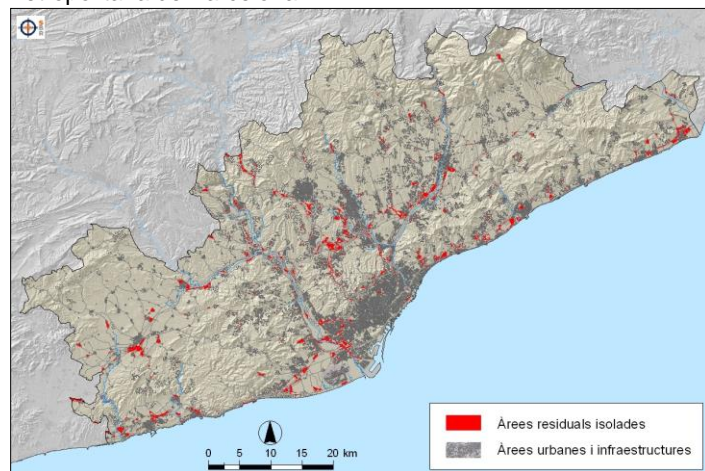 Àrees residuals isolades
Àrees urbanes i infraestructures
0 5 10 15 20 km